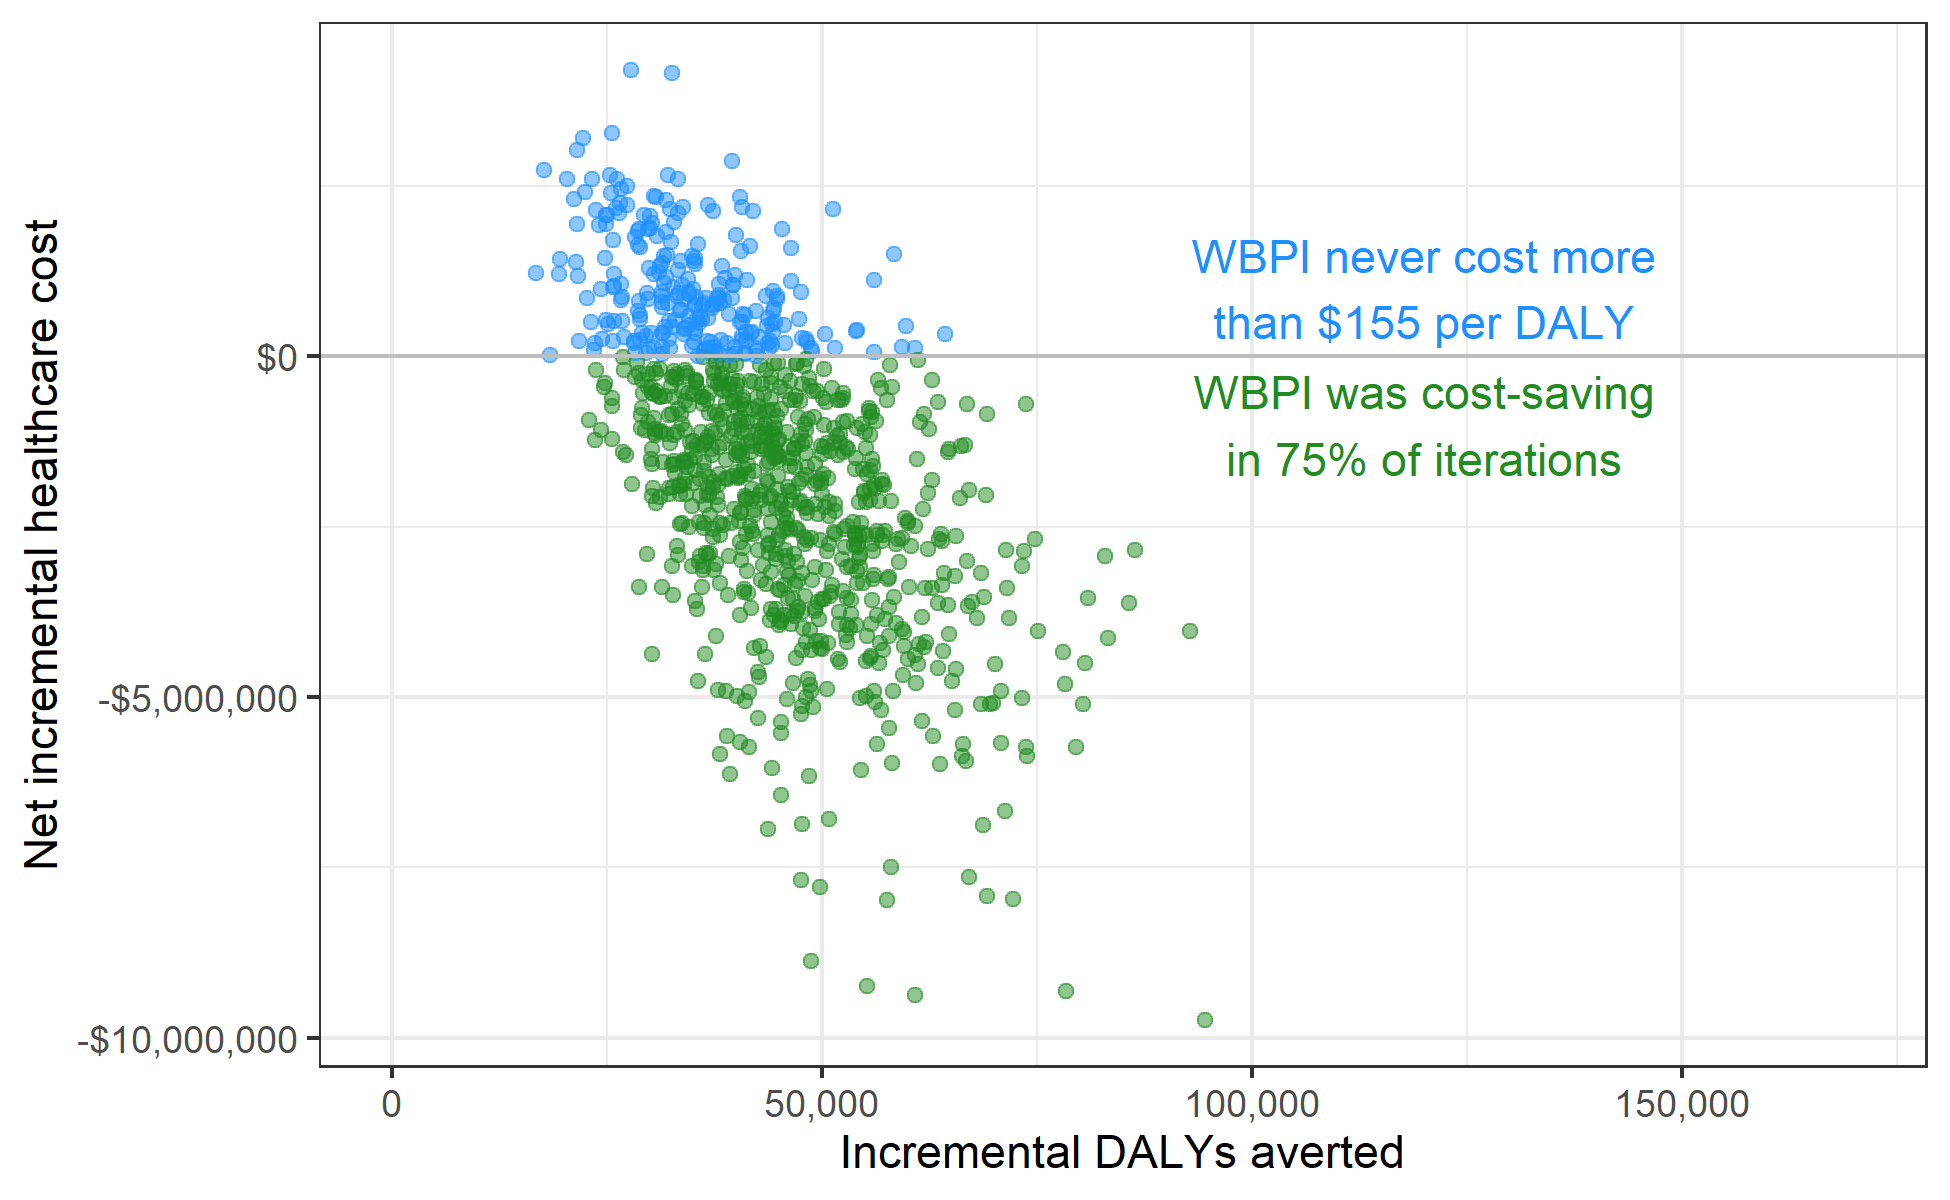 Net incremental healthcare cost
$0
-$5,000,000
-$10,000,000
WBPI never cost more
than $155 per DALY
WBPI was cost-saving
in 75% of iterations
0
50,000
100,000
150,000
Incremental DALYs averted